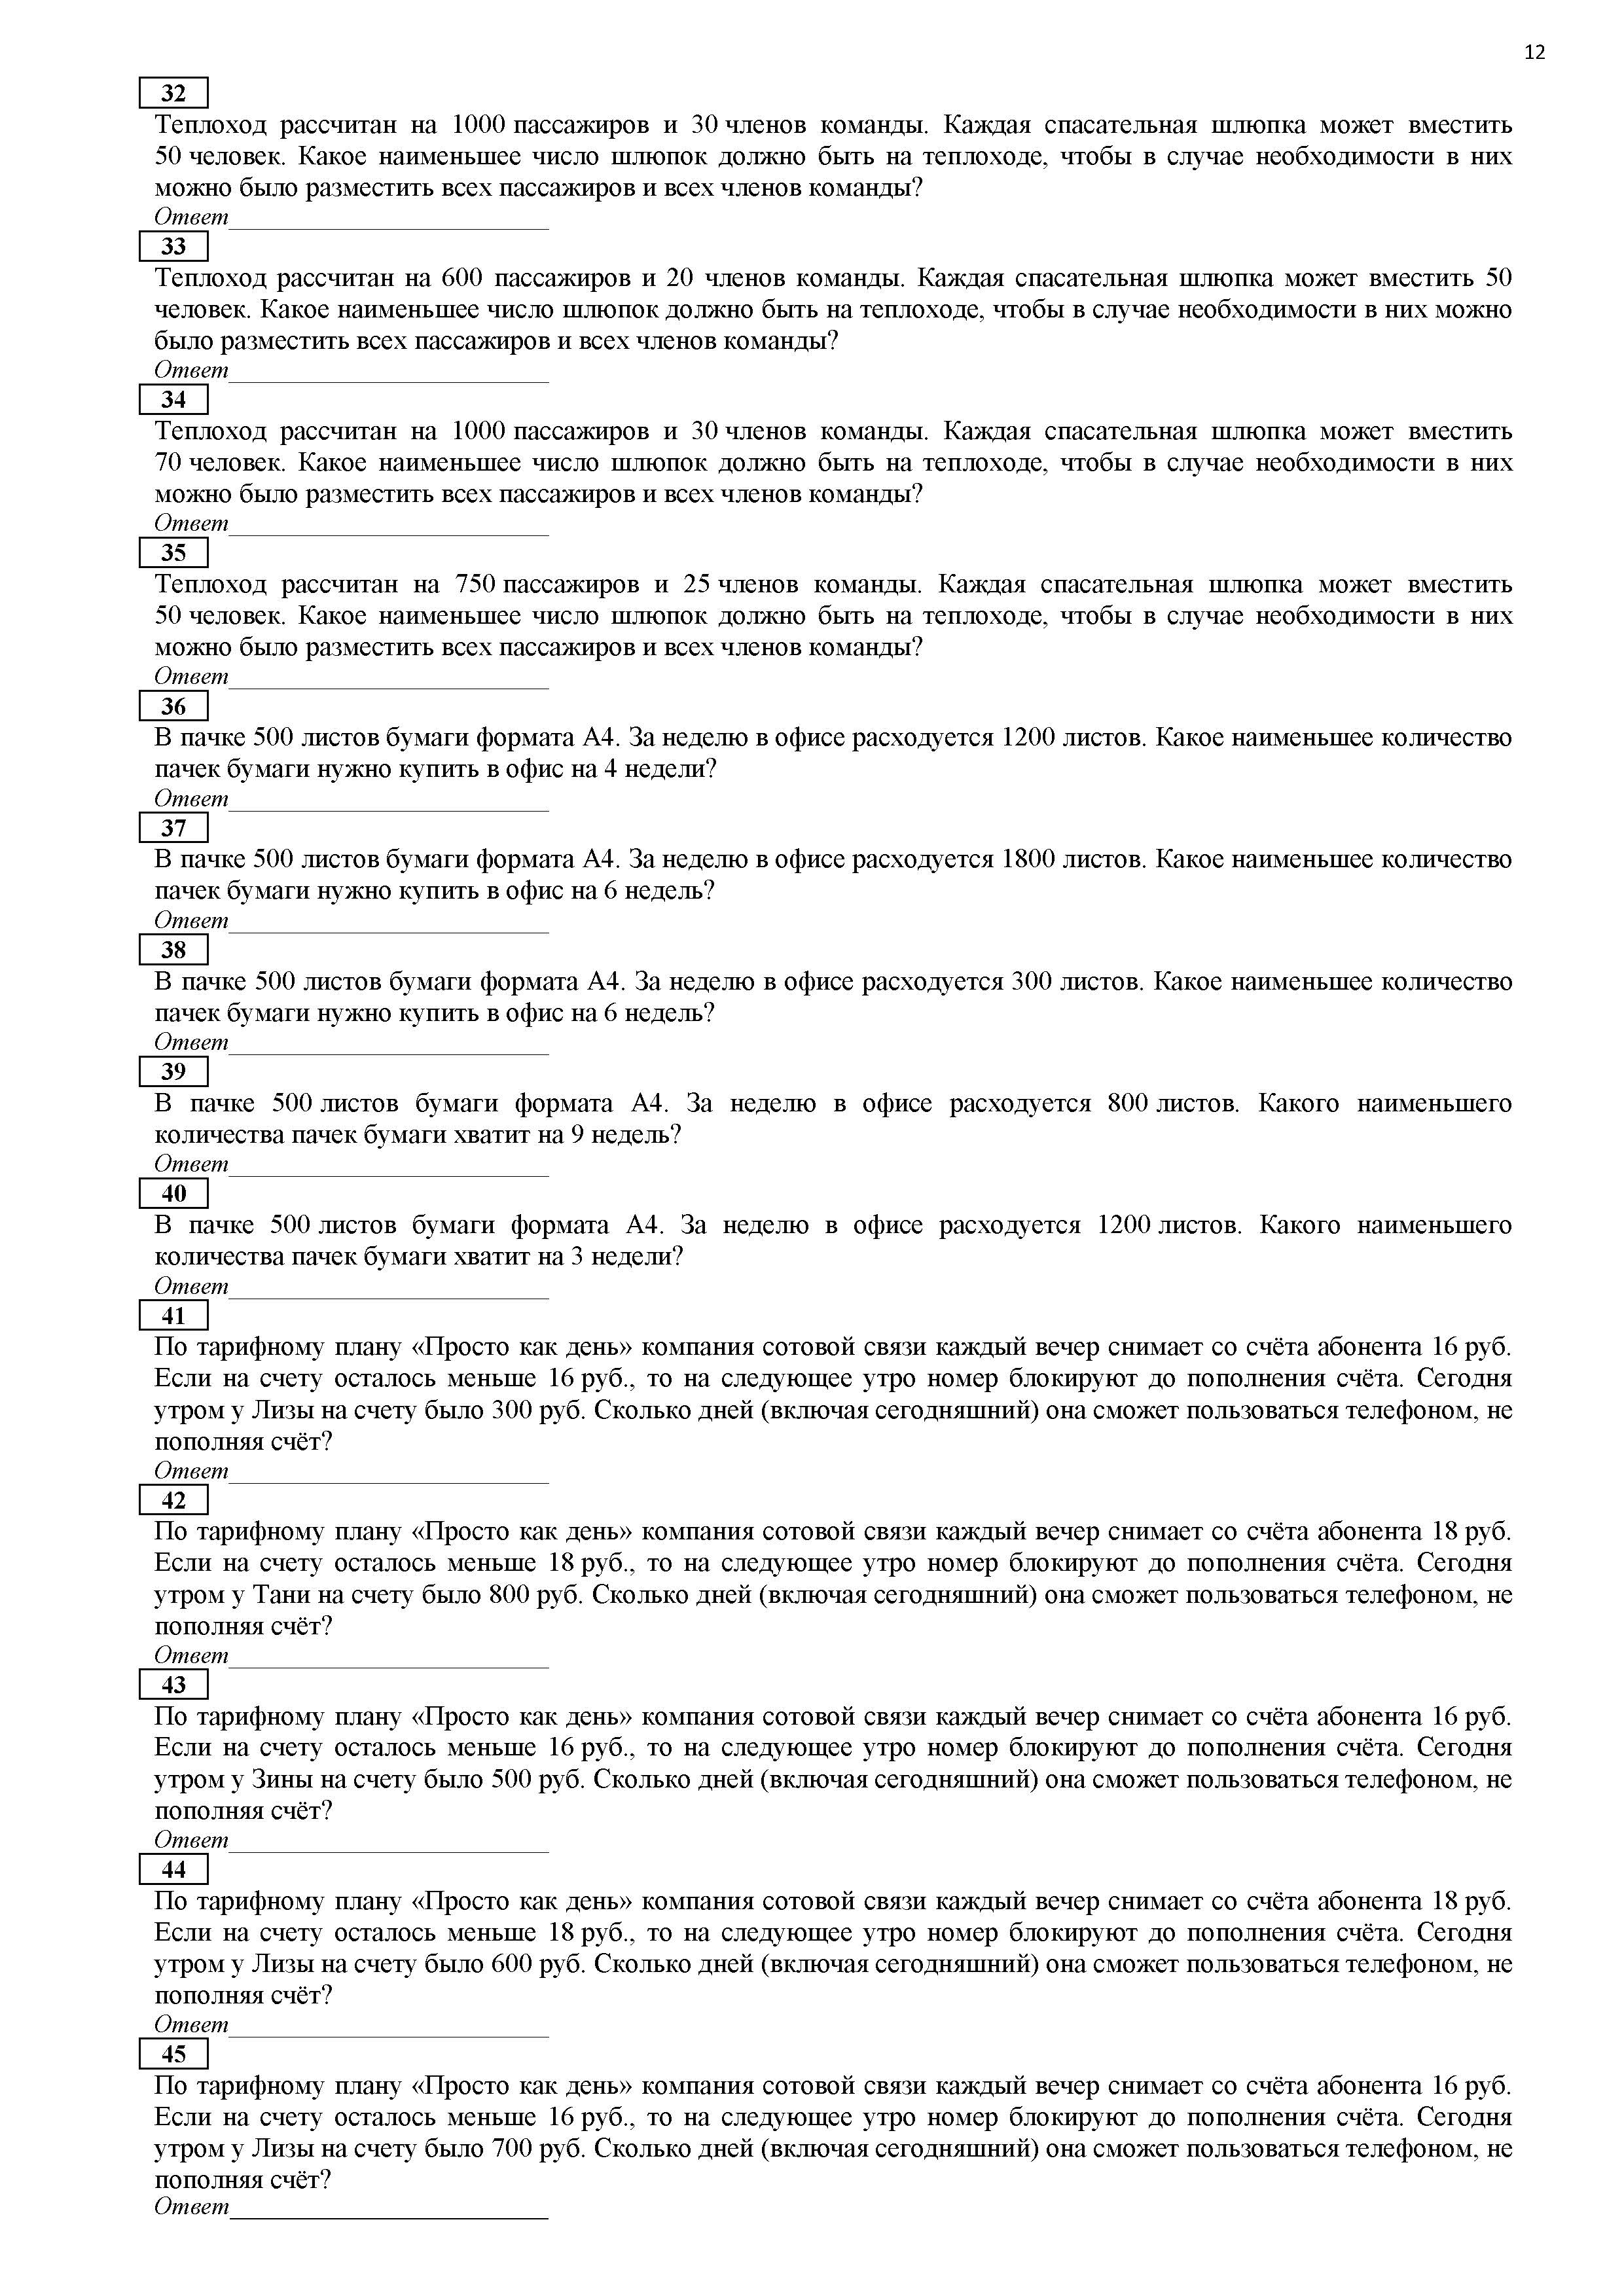 12
32
Теплоход рассчитан на 1000 пассажиров и 30 членов команды. Каждая спасательная шлюпка может вместить
50 человек. Какое наименьшее число шлюпок должно быть на теплоходе, чтобы в случае необходимости в них
можно было разместить всех пассажиров и всех членов команды?
Ответ________________________
33
Теплоход рассчитан на 600 пассажиров и 20 членов команды. Каждая спасательная шлюпка может вместить 50
человек. Какое наименьшее число шлюпок должно быть на теплоходе, чтобы в случае необходимости в них можно
было разместить всех пассажиров и всех членов команды?
Ответ________________________
34
Теплоход рассчитан на 1000 пассажиров и 30 членов команды. Каждая спасательная шлюпка может вместить
70 человек. Какое наименьшее число шлюпок должно быть на теплоходе, чтобы в случае необходимости в них
можно было разместить всех пассажиров и всех членов команды?
Ответ________________________
35
Теплоход рассчитан на 750 пассажиров и 25 членов команды. Каждая спасательная шлюпка может вместить
50 человек. Какое наименьшее число шлюпок должно быть на теплоходе, чтобы в случае необходимости в них
можно было разместить всех пассажиров и всех членов команды?
Ответ________________________
36
В пачке 500 листов бумаги формата А4. За неделю в офисе расходуется 1200 листов. Какое наименьшее количество
пачек бумаги нужно купить в офис на 4 недели?
Ответ________________________
37
В пачке 500 листов бумаги формата А4. За неделю в офисе расходуется 1800 листов. Какое наименьшее количество
пачек бумаги нужно купить в офис на 6 недель?
Ответ________________________
38
В пачке 500 листов бумаги формата А4. За неделю в офисе расходуется 300 листов. Какое наименьшее количество
пачек бумаги нужно купить в офис на 6 недель?
Ответ________________________
39
В пачке 500 листов бумаги формата А4. За неделю в офисе расходуется 800 листов. Какого наименьшего
количества пачек бумаги хватит на 9 недель?
Ответ________________________
40
В пачке 500 листов бумаги формата А4. За неделю в офисе расходуется 1200 листов. Какого наименьшего
количества пачек бумаги хватит на 3 недели?
Ответ________________________
41
По тарифному плану «Просто как день» компания сотовой связи каждый вечер снимает со счёта абонента 16 руб.
Если на счету осталось меньше 16 руб., то на следующее утро номер блокируют до пополнения счёта. Сегодня
утром у Лизы на счету было 300 руб. Сколько дней (включая сегодняшний) она сможет пользоваться телефоном, не
пополняя счёт?
Ответ________________________
42
По тарифному плану «Просто как день» компания сотовой связи каждый вечер снимает со счёта абонента 18 руб.
Если на счету осталось меньше 18 руб., то на следующее утро номер блокируют до пополнения счёта. Сегодня
утром у Тани на счету было 800 руб. Сколько дней (включая сегодняшний) она сможет пользоваться телефоном, не
пополняя счёт?
Ответ________________________
43
По тарифному плану «Просто как день» компания сотовой связи каждый вечер снимает со счёта абонента 16 руб.
Если на счету осталось меньше 16 руб., то на следующее утро номер блокируют до пополнения счёта. Сегодня
утром у Зины на счету было 500 руб. Сколько дней (включая сегодняшний) она сможет пользоваться телефоном, не
пополняя счёт?
Ответ________________________
44
По тарифному плану «Просто как день» компания сотовой связи каждый вечер снимает со счёта абонента 18 руб.
Если на счету осталось меньше 18 руб., то на следующее утро номер блокируют до пополнения счёта. Сегодня
утром у Лизы на счету было 600 руб. Сколько дней (включая сегодняшний) она сможет пользоваться телефоном, не
пополняя счёт?
Ответ________________________
45
По тарифному плану «Просто как день» компания сотовой связи каждый вечер снимает со счёта абонента 16 руб.
Если на счету осталось меньше 16 руб., то на следующее утро номер блокируют до пополнения счёта. Сегодня
утром у Лизы на счету было 700 руб. Сколько дней (включая сегодняшний) она сможет пользоваться телефоном, не
пополняя счёт?
Ответ________________________